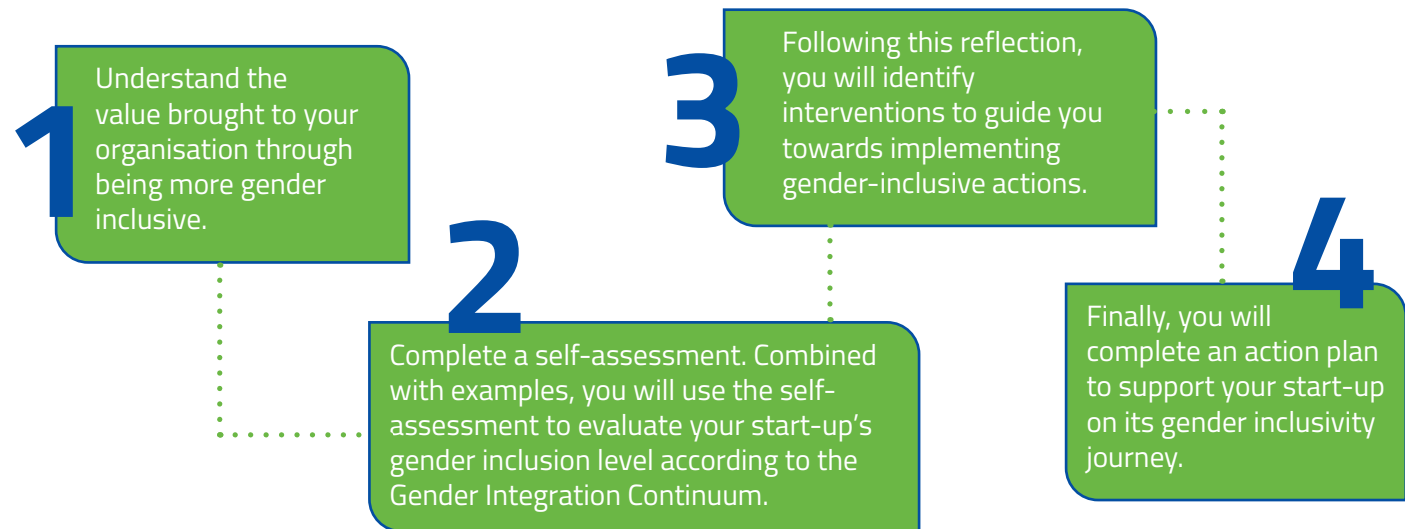 1
Understand the
value brought to your
organisation through
being more gender
inclusive.
2
Complete a self-assessment. Combined
with examples, you will use the self-
assessment to evaluate your start-up's
gender inclusion level according to the
Gender Integration Continuum.
3
Following this reflection,
you will identify
interventions to guide you
towards implementing
gender-inclusive actions.
4
Finally, you will
complete an action plan
to support your start-up
on its gender inclusivity
journey.